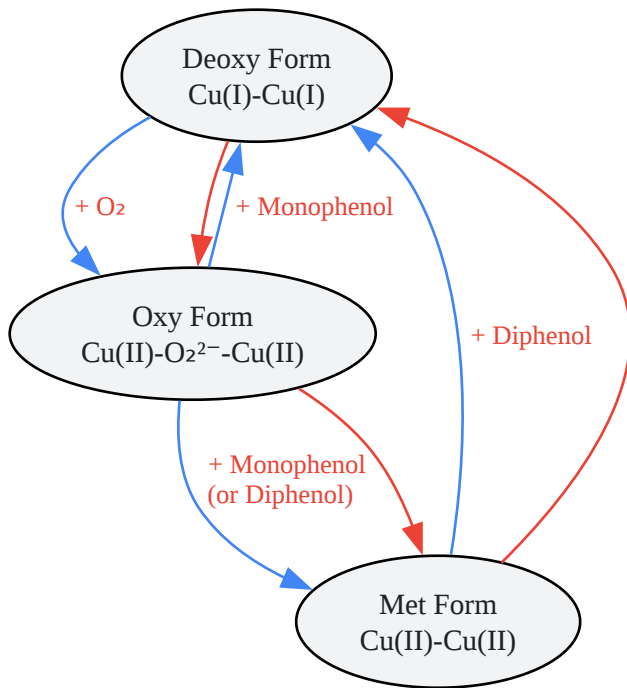 Deoxy Form
Cu(I)-Cu(I)
+ O₂
+ Monophenol
Oxy Form
Cu(II)-O₂²⁻-Cu(II)
+ Diphenol
+ Monophenol
(or Diphenol)
Met Form
Cu(II)-Cu(II)